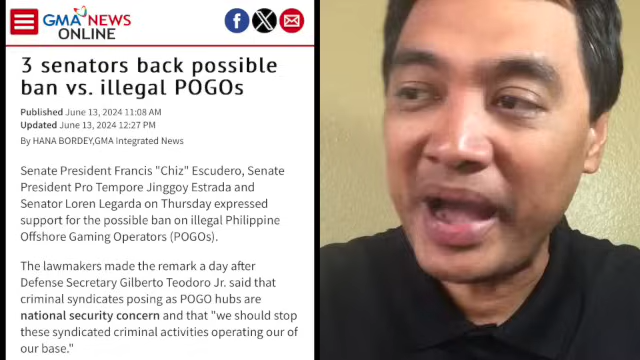 GMA NEWS
ONLINE
3 senators back possible
ban vs. illegal POGOs
Published June 13, 2024 11:08 AM
Updated June 13, 2024 12:27 PM
By HANA BORDEY,GMA Integrated News
Senate President Francis "Chiz" Escudero, Senate
President Pro Tempore Jinggoy Estrada and
Senator Loren Legarda on Thursday expressed
support for the possible ban on illegal Philippine
Offshore Gaming Operators (POGOs).
The lawmakers made the remark a day after
Defense Secretary Gilberto Teodoro Jr. said that
criminal syndicates posing as POGO hubs are
national security concern and that "we should stop
these syndicated criminal activities operating our of
our base."